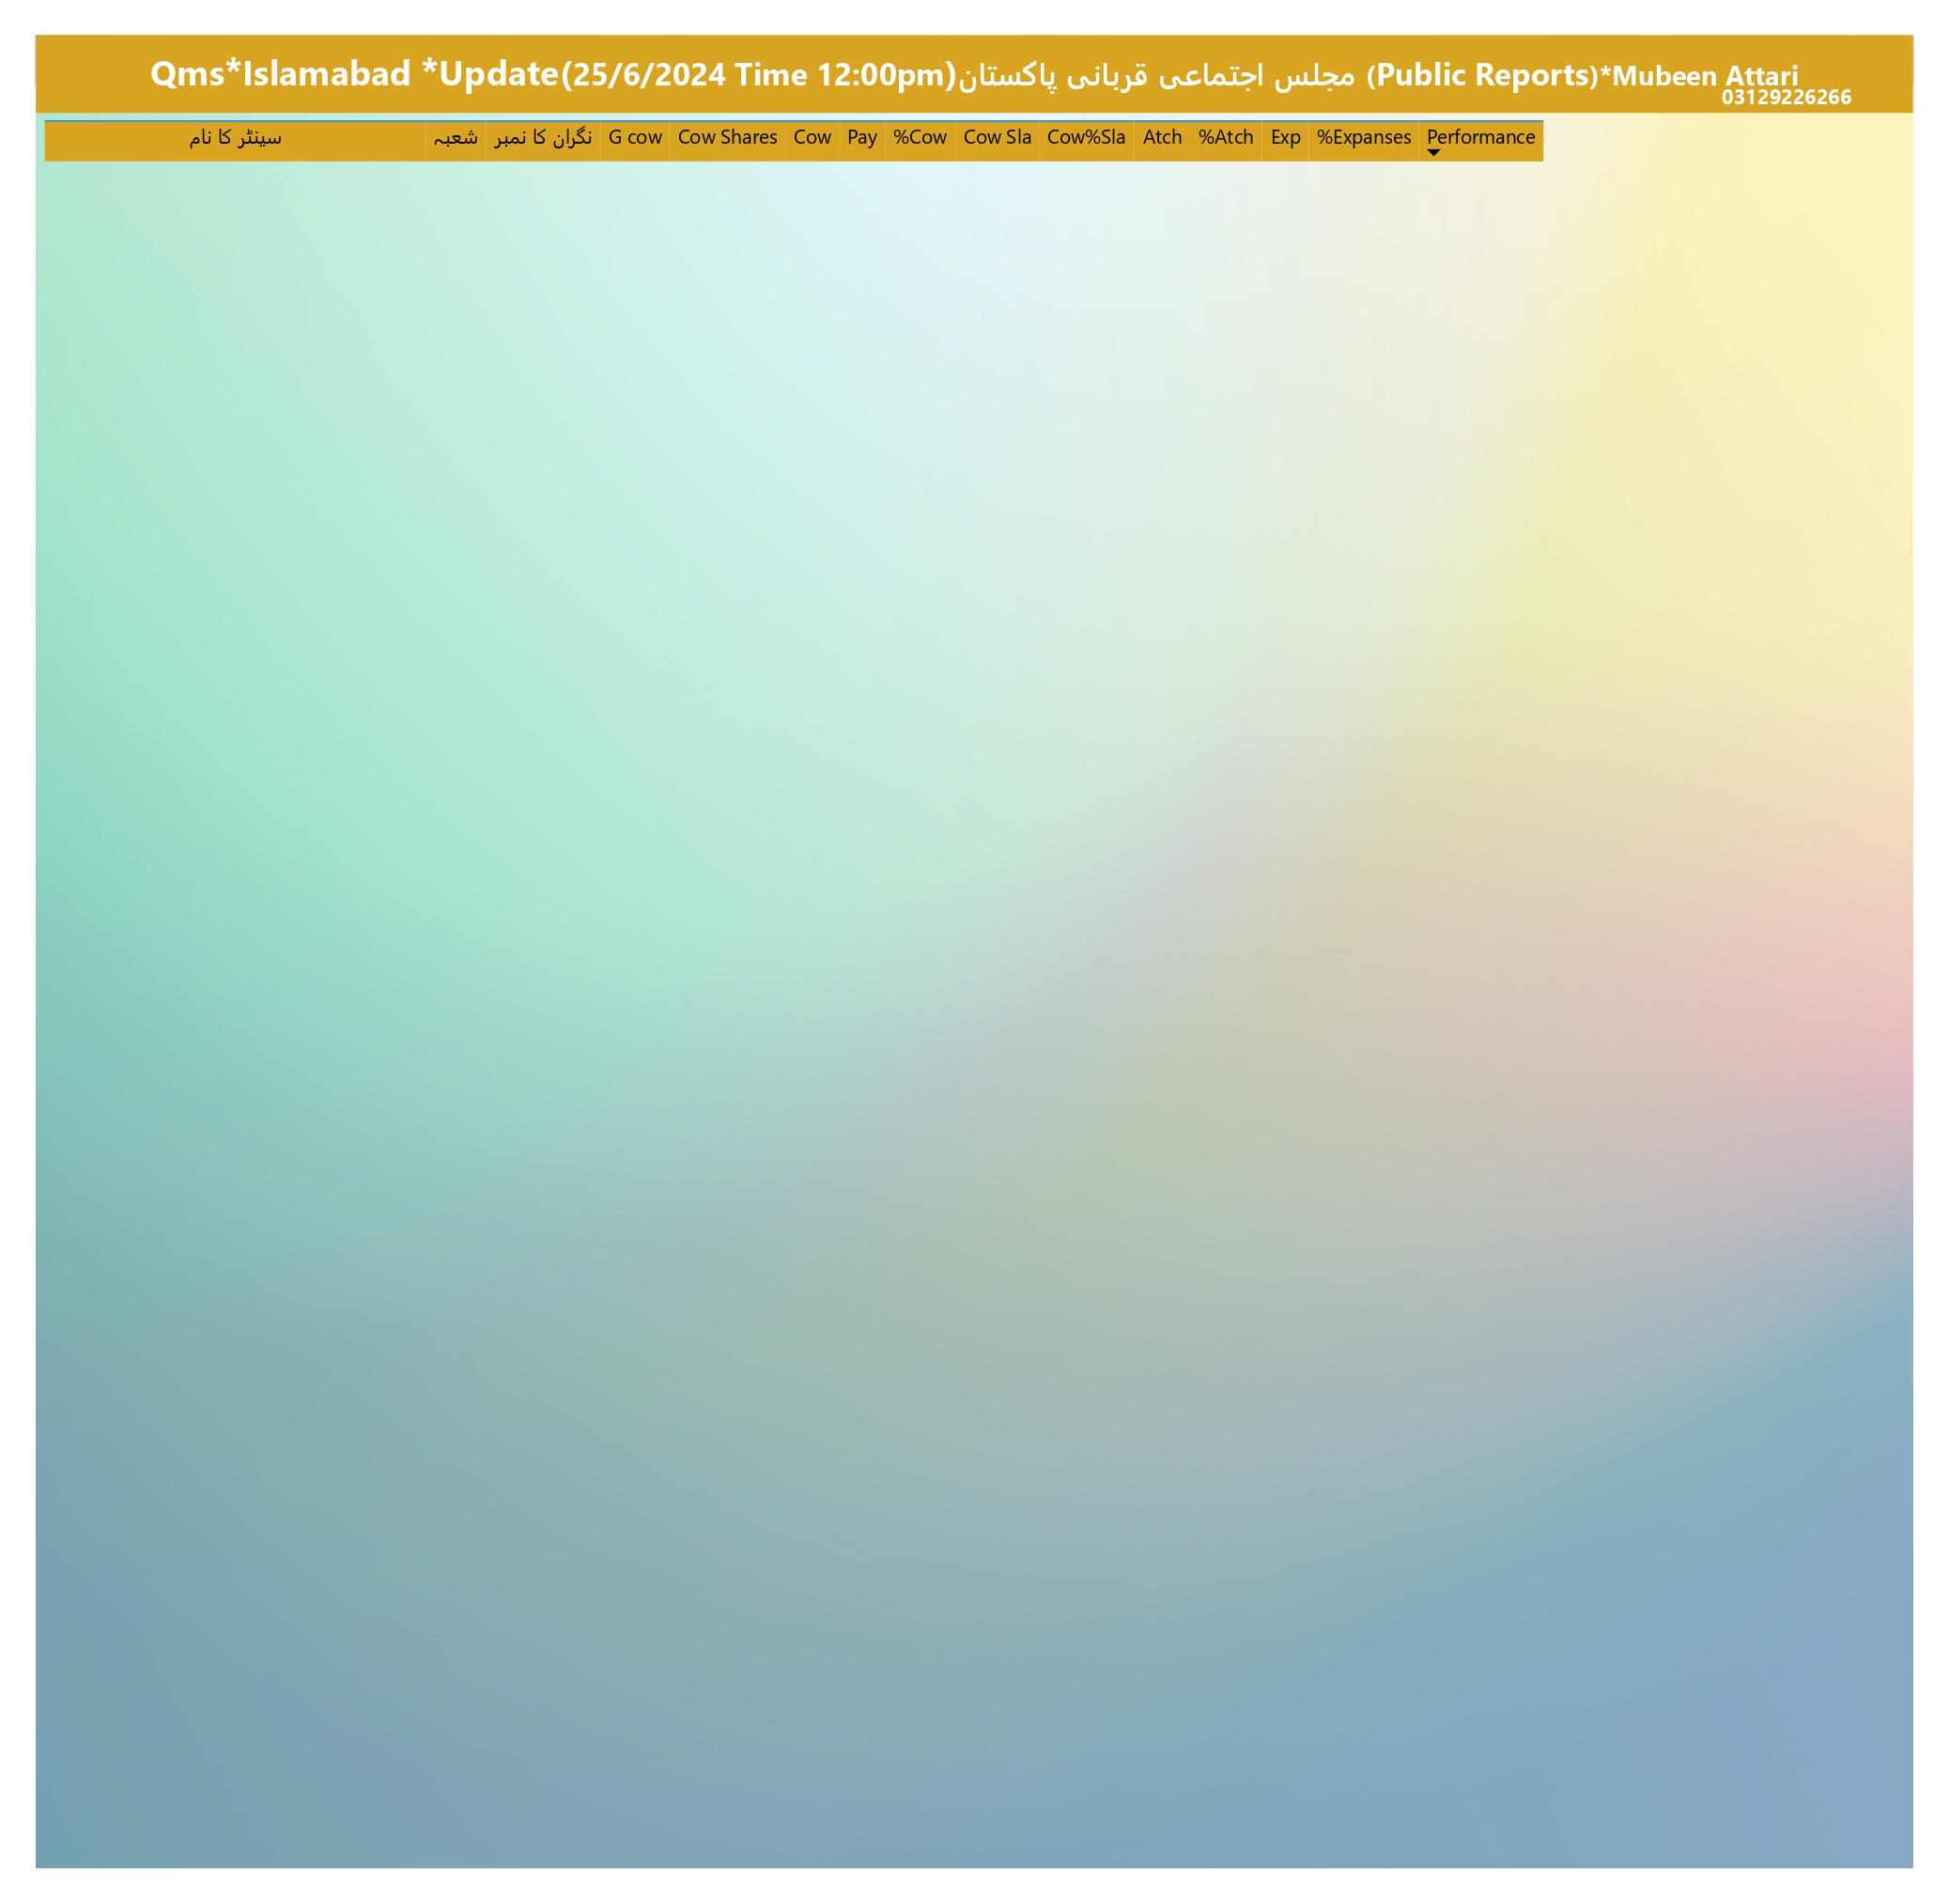 Qms*Islamabad *Update(25/6/2024 Time 12:00pm)مجلس اجتماعی قربانی پاکستان (Public Reports)*Mubeen Attari
03129226266
سینٹر کا نام شعبہ نگران کا نمبر G cow Cow Shares Cow Pay %Cow Cow Sla Cow%Sla Atch %Atch Exp %Expanses Performance